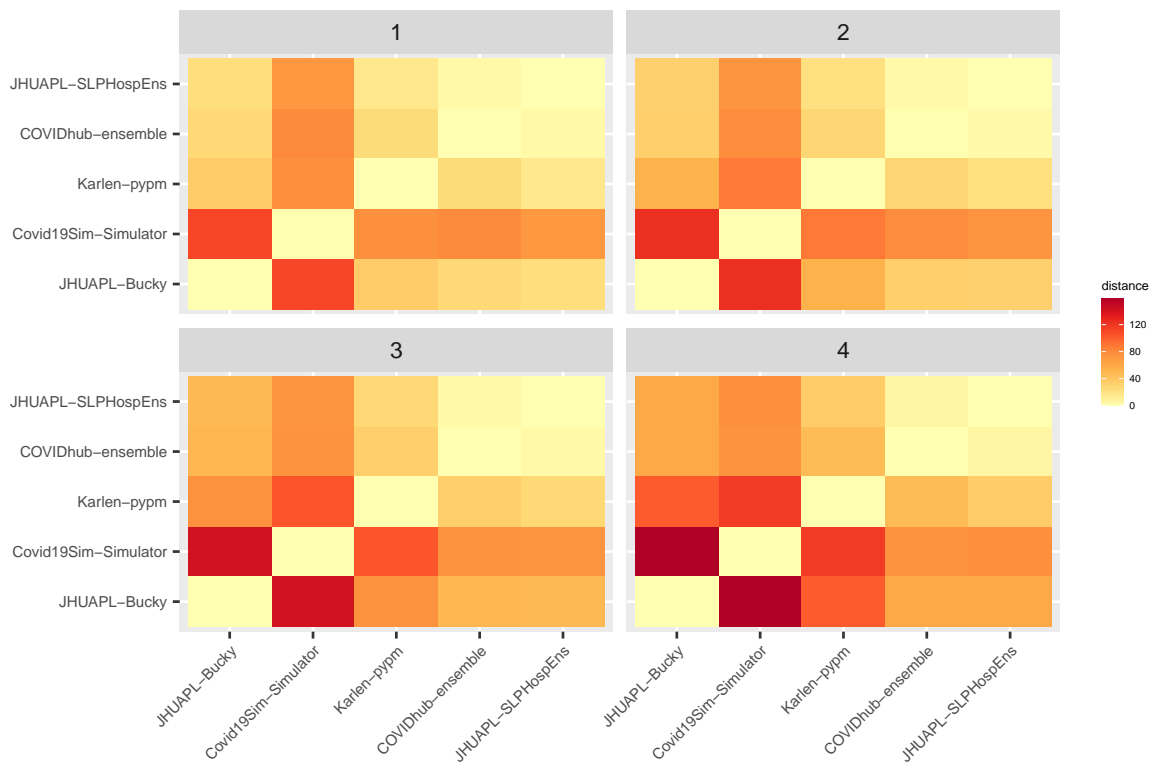 1
2
JHUAPL−SLPHospEns
COVIDhub−ensemble
Karlen−pypm
Covid19Sim−Simulator
JHUAPL−Bucky
3
4
JHUAPL−SLPHospEns
COVIDhub−ensemble
Karlen−pypm
Covid19Sim−Simulator
JHUAPL−Bucky
JHUAPL−Bucky
Covid19Sim−Simulator
Karlen−pypm
COVIDhub−ensemble
JHUAPL−SLPHospEns
JHUAPL−Bucky
Covid19Sim−Simulator
Karlen−pypm
COVIDhub−ensemble
JHUAPL−SLPHospEns
distance
120
80
40
0